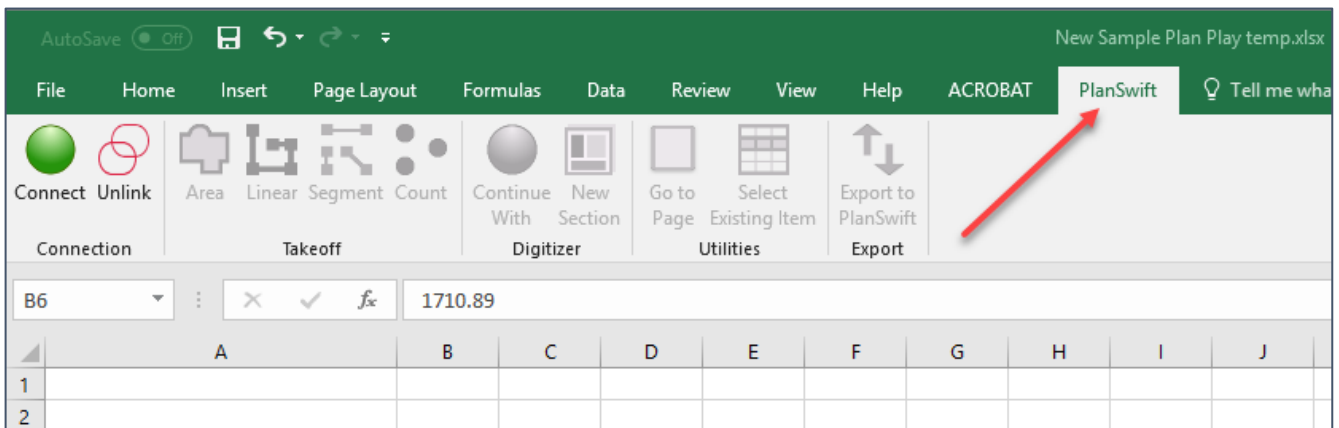 AutoSave Off New Sample Plan Play temp.xlsx
File Home Insert Page Layout Formulas Data Review View Help ACROBAT PlanSwift Tell me wha
Connect Unlink Area Linear Segment Count Continue New Go to Select Export to
With Section Page Existing Item PlanSwift
Connection Takeoff Digitizer Utilities Export
B6 fx 1710.89
A B C D E F G H I J
1
2